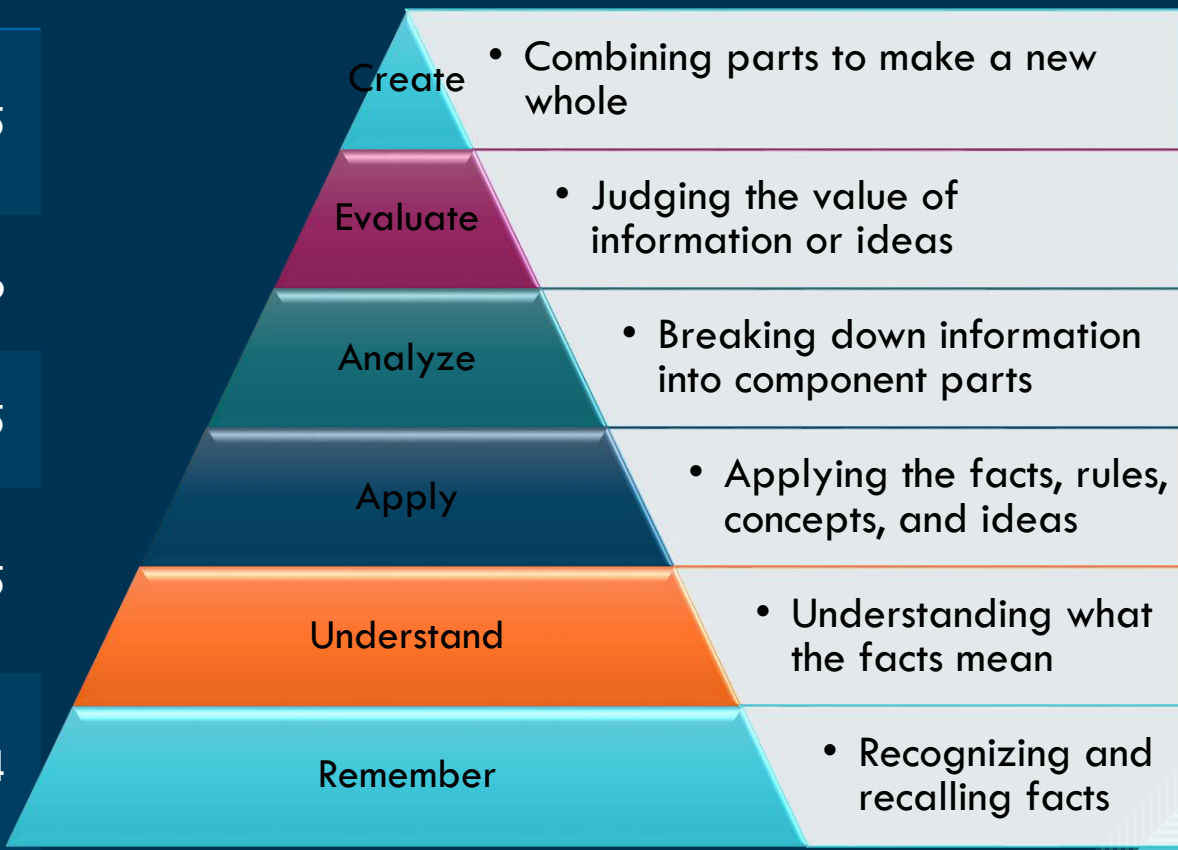 Create
• Combining parts to make a new
whole
Evaluate
• Judging the value of
information or ideas
Analyze
• Breaking down information
into component parts
Apply
• Applying the facts, rules,
concepts, and ideas
Understand
• Understanding what
the facts mean
Remember
• Recognizing and
recalling facts